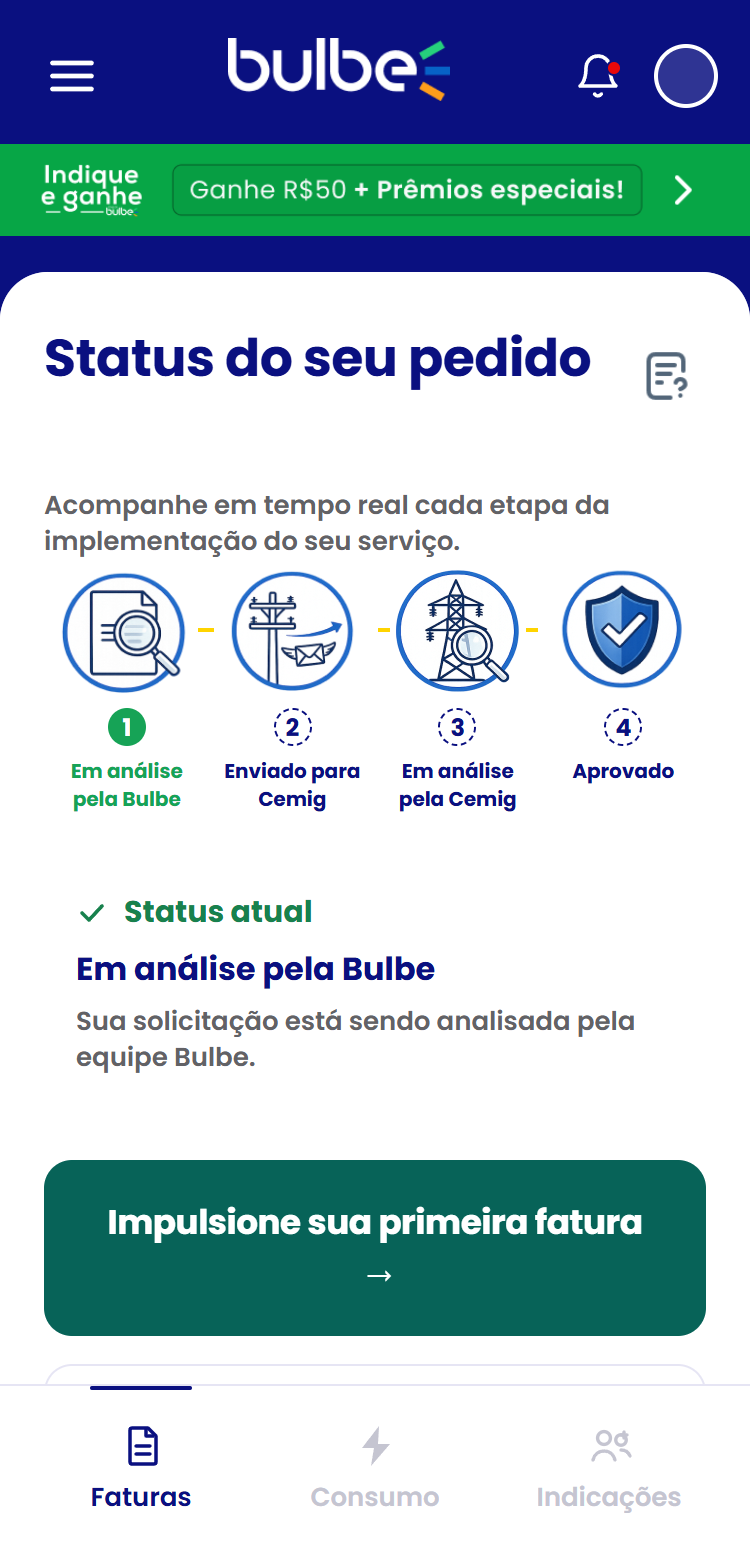 bulbe
Indique
e ganhe
bulbe
Ganhe R$50 + Prêmios especiais!
Status do seu pedido
Acompanhe em tempo real cada etapa da
implementação do seu serviço.
1
Em análise
pela Bulbe
2
Enviado para
Cemig
3
Em análise
pela Cemig
4
Aprovado
Status atual
Em análise pela Bulbe
Sua solicitação está sendo analisada pela
equipe Bulbe.
Impulsione sua primeira fatura
→
Faturas
Consumo
Indicações